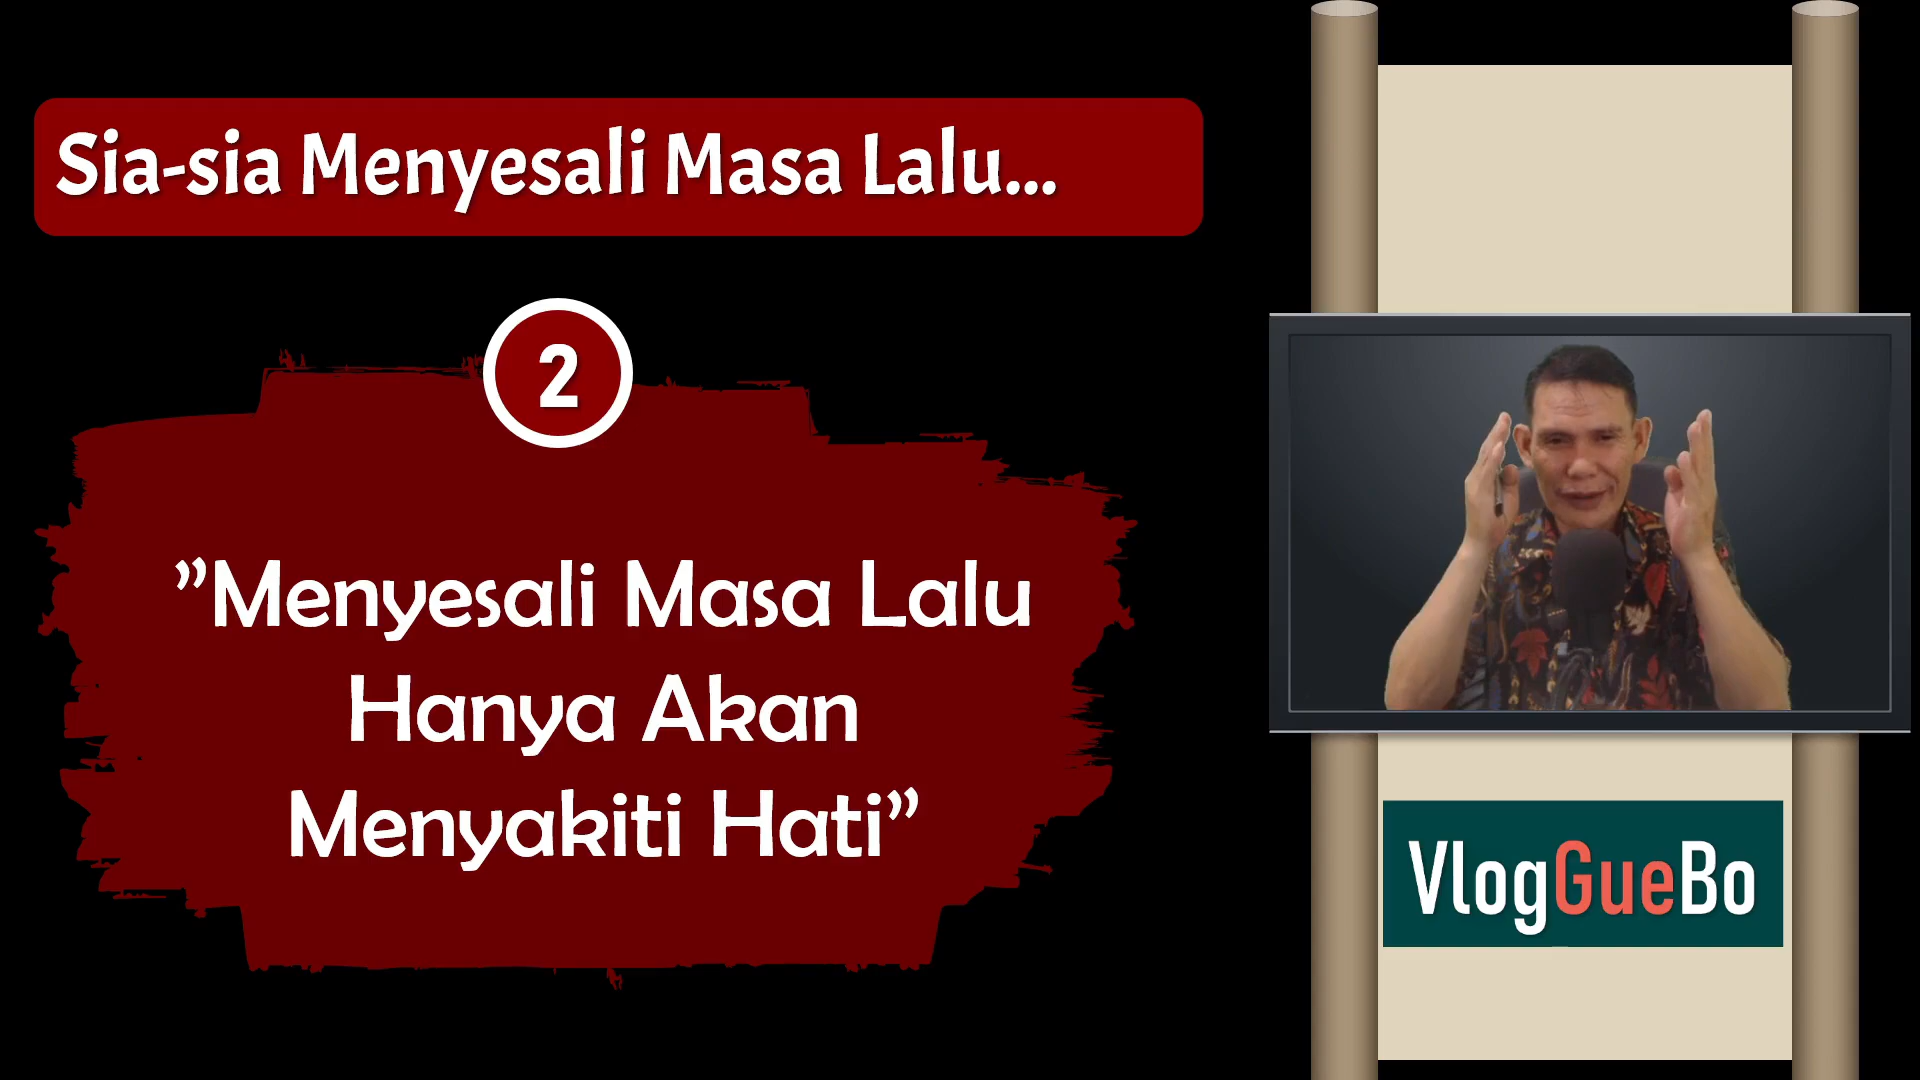 Sia-sia Menyesali Masa Lalu...
2
”Menyesali Masa Lalu
Hanya Akan
Menyakiti Hati”
VlogGueBo